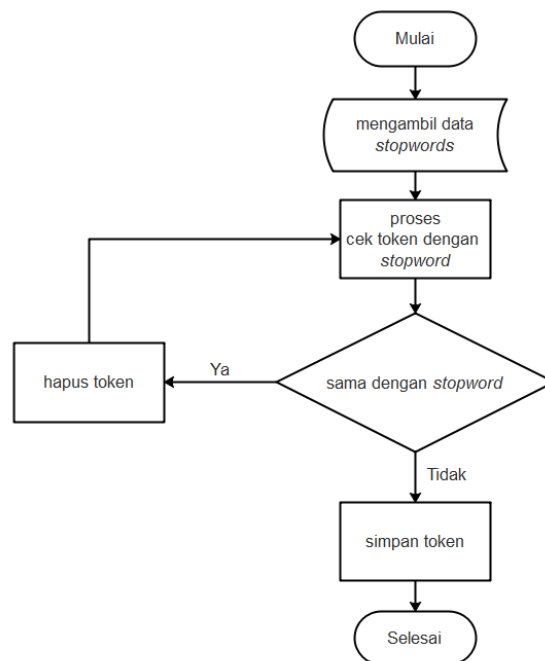 Mulai
mengambil data
stopwords
proses
cek token dengan
stopword
Ya
hapus token
sama dengan stopword
Tidak
simpan token
Selesai